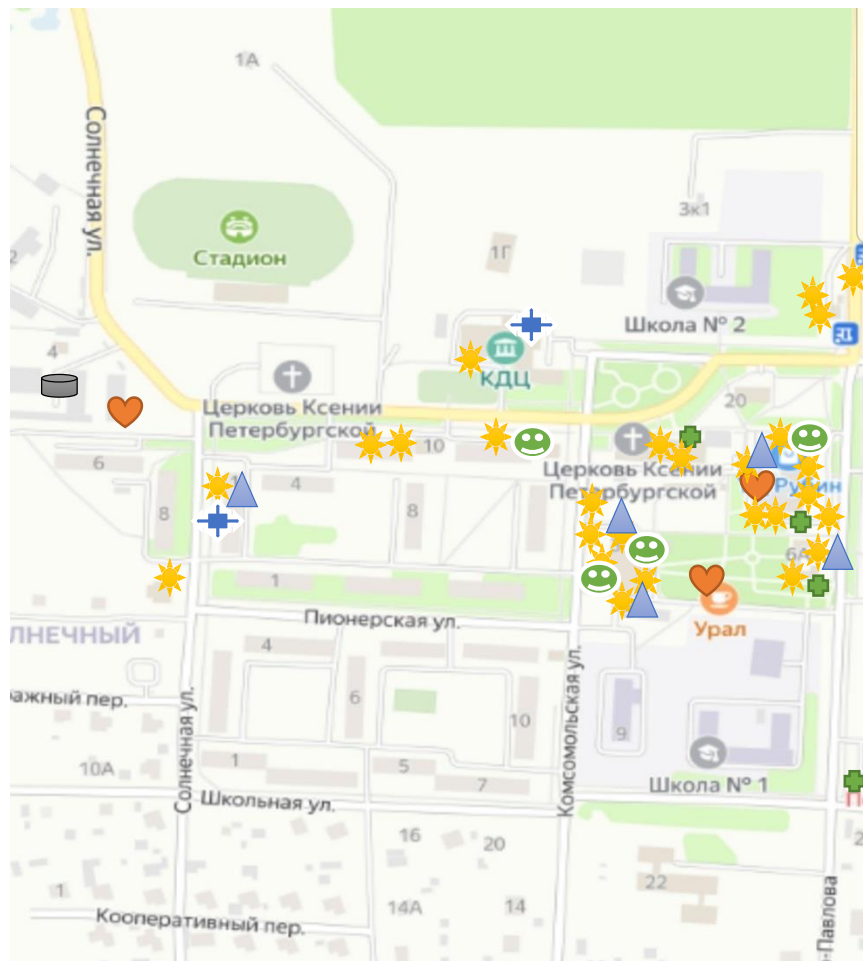 1А
Солнечная ул.
3к1
2
Стадион
1Г
Школа № 2
4
КДЦ
Церковь Ксении
Петербургской
20
10
Церковь Ксении
Петербургской
Рубин
6
4
8
8
6А
1
Пионерская ул.
Урал
ЛНЕЧНЫЙ
4
ажный пер.
6
10
9
Солнечная ул.
Комсомольская ул.
1
5
7
10А
Школа № 1
Школьная ул.
16
20
22
1
14А
14
Кооперативный пер.
-Павлова